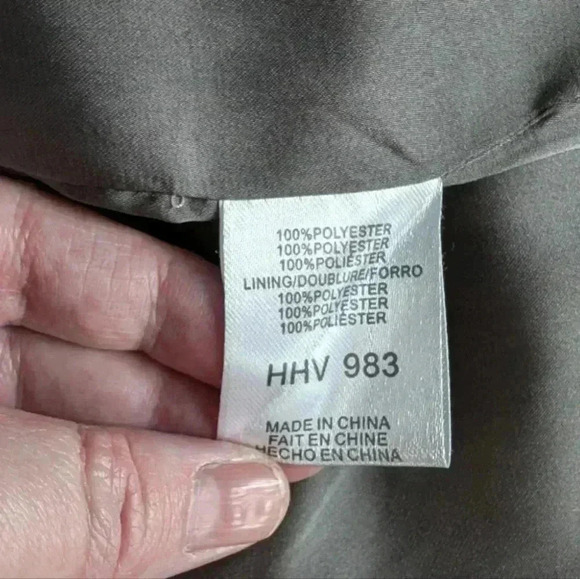 100%POLYESTER
100%POLYESTER
100%POLIÉSTER
LINING/DOUBLURE/FORRO
100%POLYESTER
100%POLYESTER
100%POLIÉSTER
HHV 983
MADE IN CHINA
FAIT EN CHINE
HECHO EN CHINA